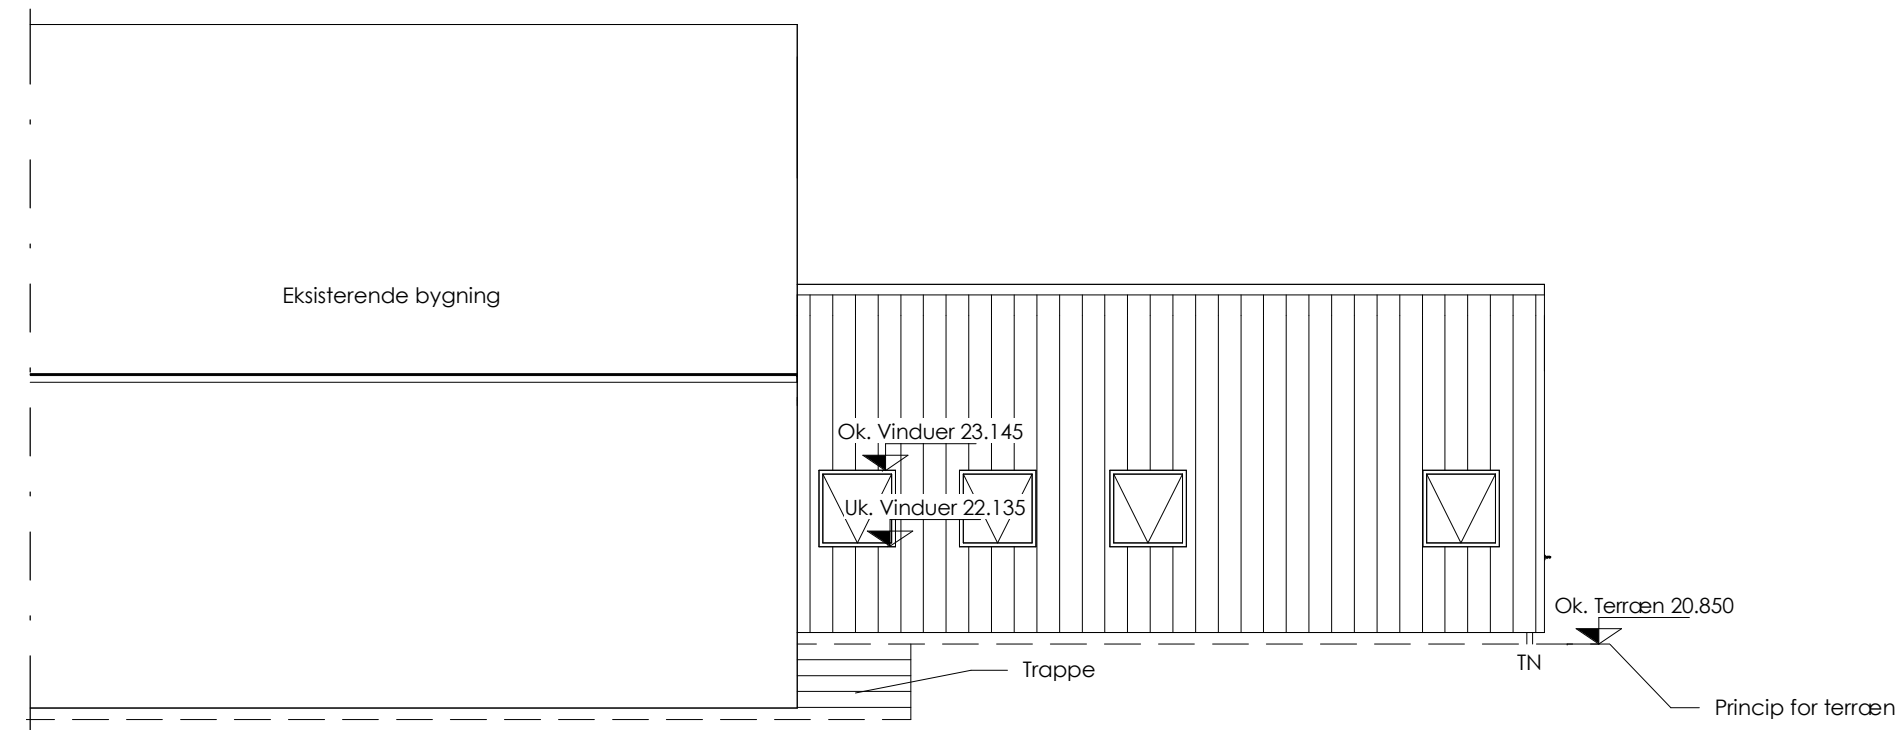 Eksisterende bygning
Ok. Vinduer 23.145
Uk. Vinduer 22.135
Ok. Terræn 20.850
TN
Trappe
Princip for terræn